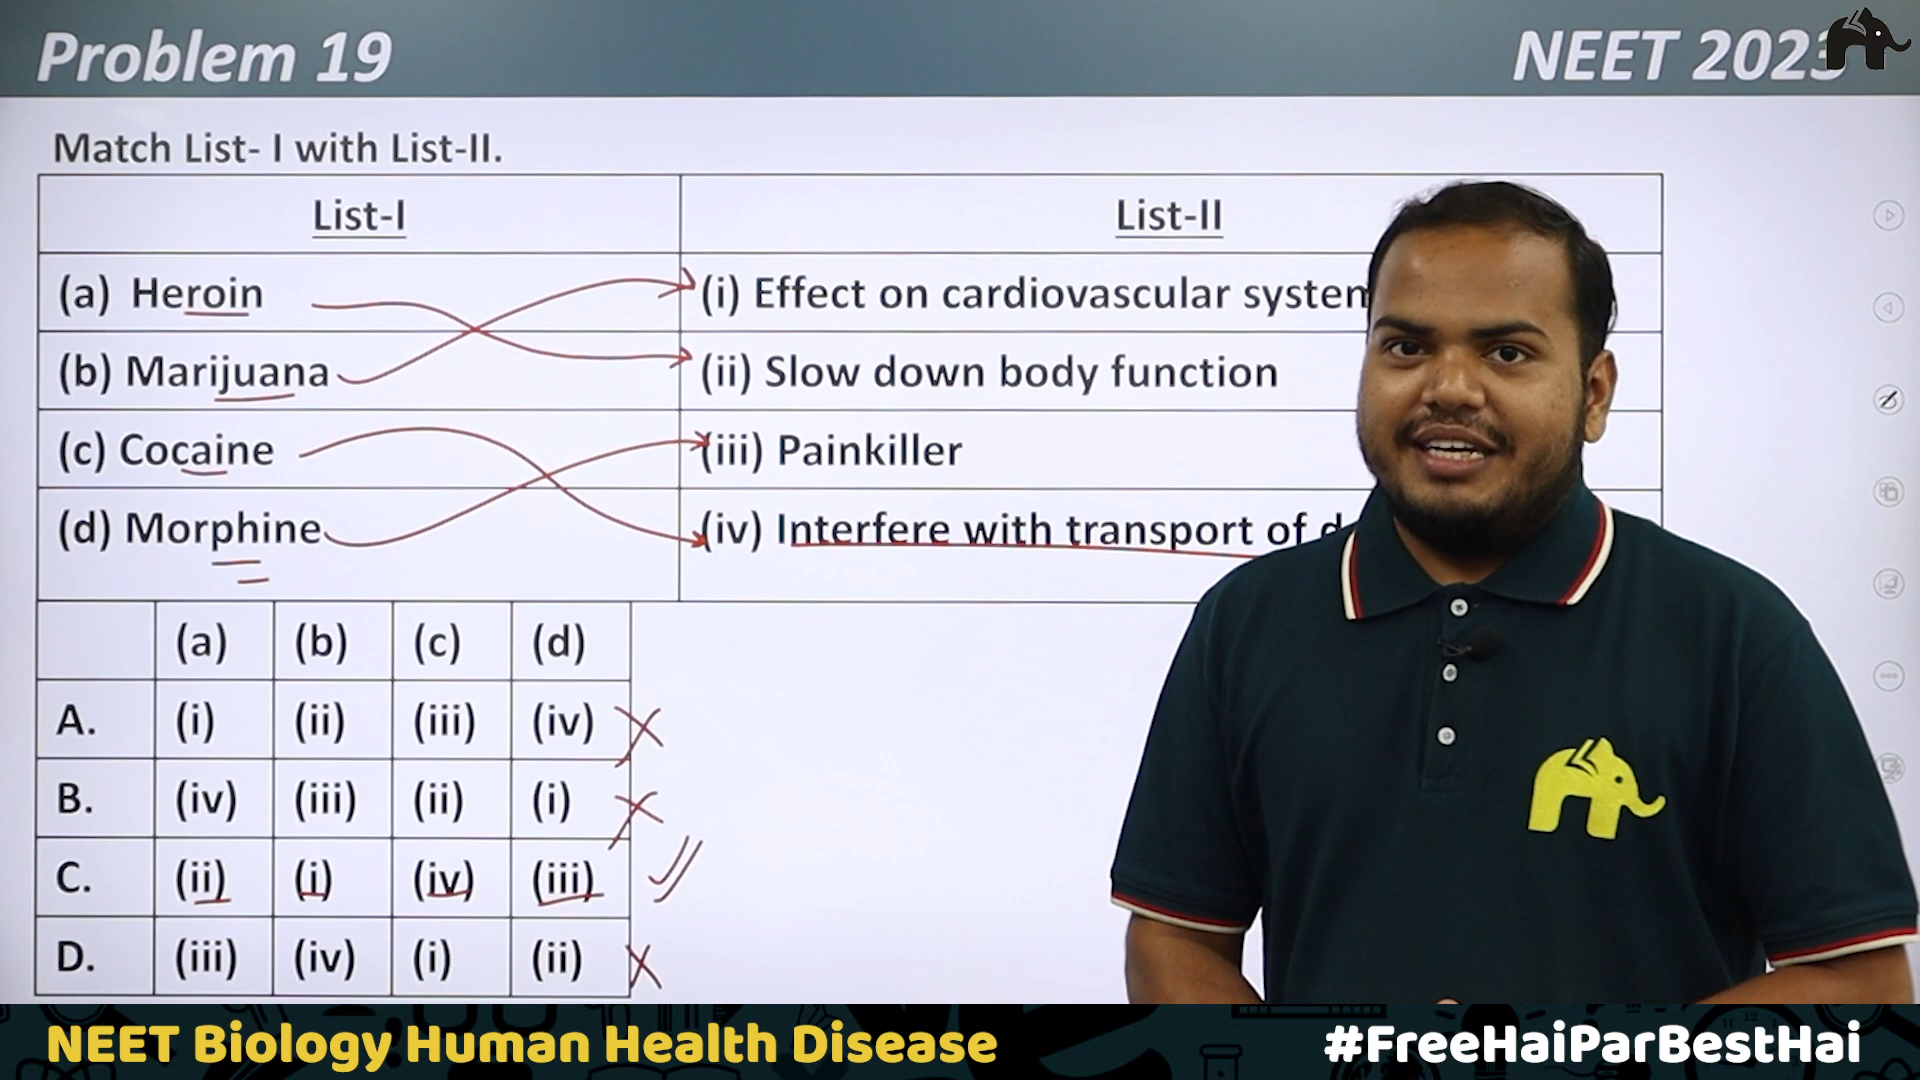 Problem 19
NEET 2023
Match List- I with List-II.
List-I
List-II
(a) Heroin
(i) Effect on cardiovascular system
(b) Marijuana
(ii) Slow down body function
(c) Cocaine
(iii) Painkiller
(d) Morphine
(iv) Interfere with transport of
(a) (b) (c) (d)
A. (i) (ii) (iii) (iv)
B. (iv) (iii) (ii) (i)
C. (ii) (i) (iv) (iii)
D. (iii) (iv) (i) (ii)
NEET Biology Human Health Disease
#FreeHaiParBestHai